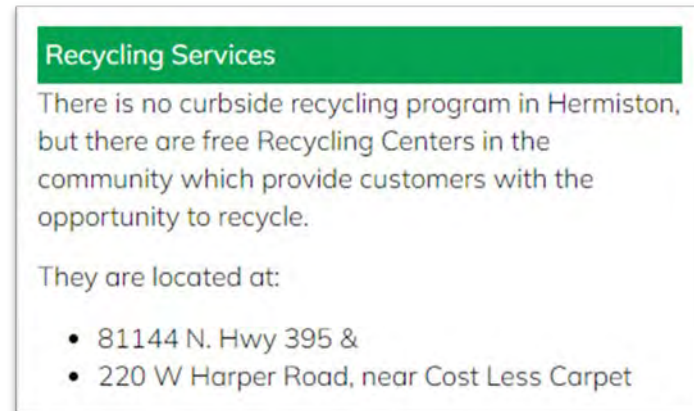 Recycling Services
There is no curbside recycling program in Hermiston,
but there are free Recycling Centers in the
community which provide customers with the
opportunity to recycle.
They are located at:
• 81144 N. Hwy 395 &
• 220 W Harper Road, near Cost Less Carpet